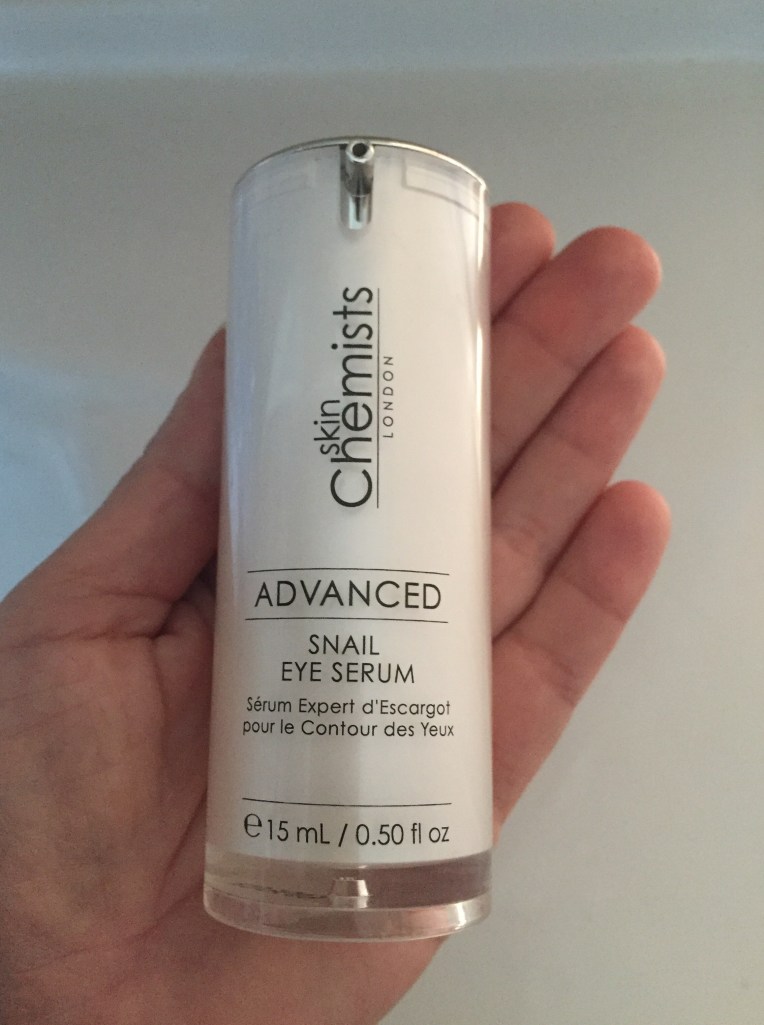 skin
Chemists
LONDON
ADVANCED
SNAIL
EYE SERUM
Sérum Expert d'Escargot
pour le Contour des Yeux
℮15 mL / 0.50 fl oz